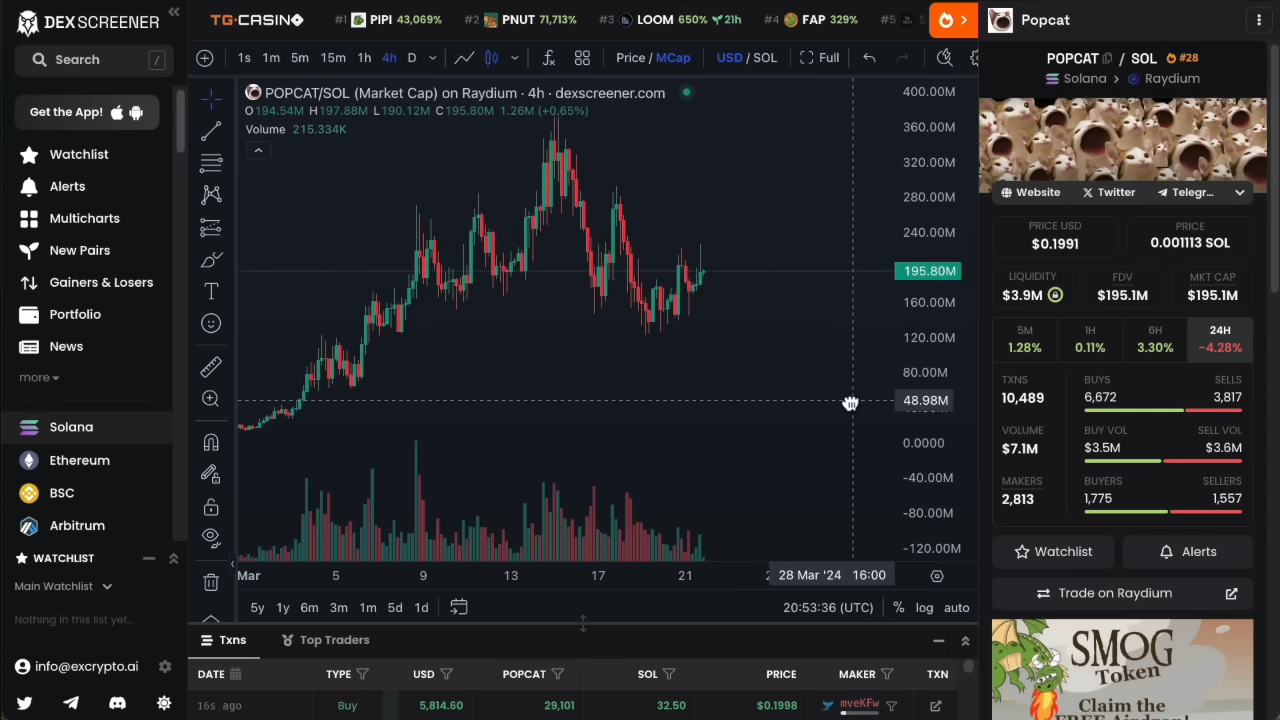 DEX SCREENER
Search /
Get the App!
Watchlist
Alerts
Multicharts
New Pairs
Gainers & Losers
Portfolio
News
more
Solana
Ethereum
BSC
Arbitrum
WATCHLIST
Main Watchlist
Nothing in this list yet...
info@excrypto.ai
TG.CASINO #1 PIPI 43,069% #2 PNUT 71,713% #3 LOOM 650% 21h #4 FAP 329% #5
1s 1m 5m 15m 1h 4h D Price / MCap USD / SOL Full
POPCAT/SOL (Market Cap) on Raydium · 4h · dexscreener.com
O194.54M H197.88M L190.12M C195.80M 1.26M (+0.65%)
Volume 215.334K
400.00M
360.00M
320.00M
280.00M
240.00M
195.80M
160.00M
120.00M
80.00M
48.98M
0.0000
-40.00M
-80.00M
-120.00M
Mar 5 9 13 17 21 28 Mar '24 16:00
5y 1y 6m 3m 1m 5d 1d 20:53:36 (UTC) % log auto
Txns Top Traders
DATE TYPE USD POPCAT SOL PRICE MAKER TXN
16s ago Buy 5,814.60 29,101 32.50 $0.1998 mveKFw
Popcat
POPCAT / SOL #28
Solana > Raydium
Website Twitter Telegr...
PRICE USD PRICE
$0.1991 0.001113 SOL
LIQUIDITY FDV MKT CAP
$3.9M $195.1M $195.1M
5M 1H 6H 24H
1.28% 0.11% 3.30% -4.28%
TXNS BUYS SELLS
10,489 6,672 3,817
VOLUME BUY VOL SELL VOL
$7.1M $3.5M $3.6M
MAKERS BUYERS SELLERS
2,813 1,775 1,557
Watchlist Alerts
Trade on Raydium
SMOG
Token
Claim the
FREE Airdrop!